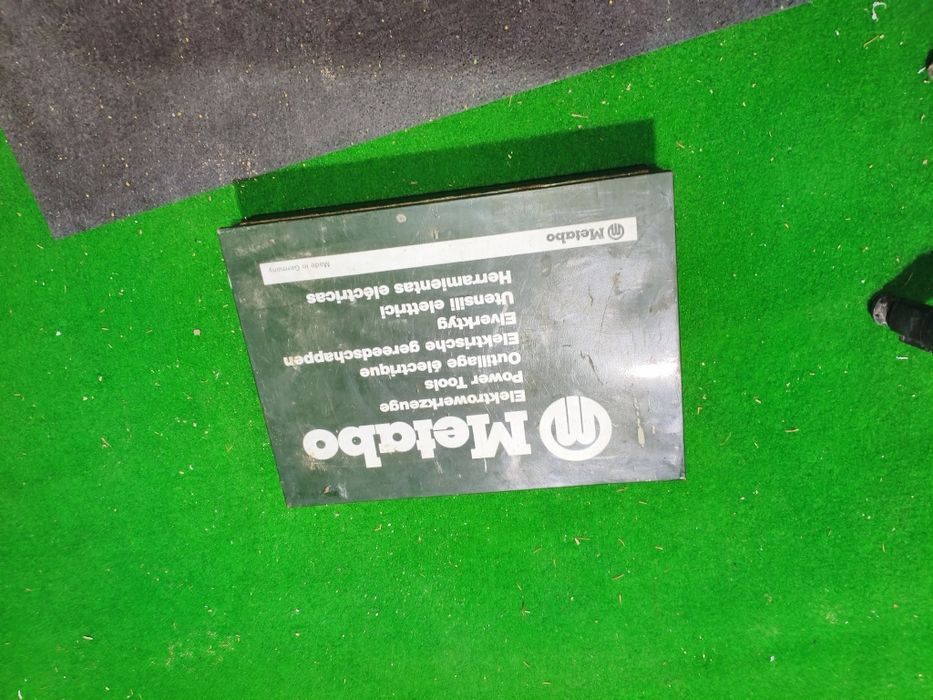 Metabo
Elektrowerkzeuge
Power Tools
Outillage électrique
Elektrische gereedschappen
Elverktyg
Utensili elettrici
Herramientas eléctricas
Metabo
Made in Germany